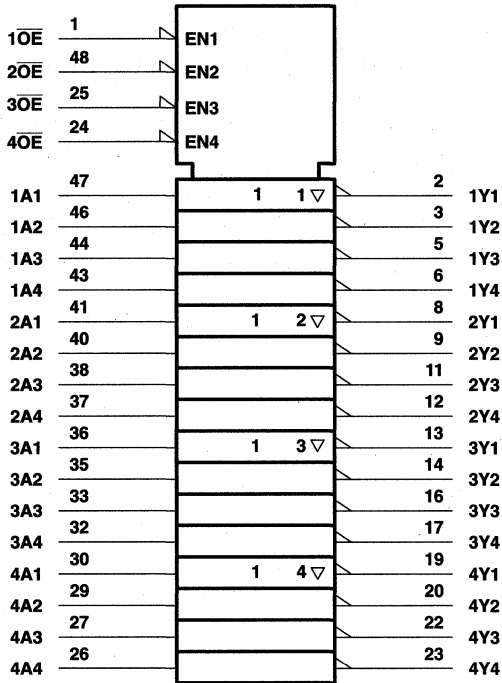 1O̅E̅ 1 EN1
2O̅E̅ 48 EN2
3O̅E̅ 25 EN3
4O̅E̅ 24 EN4
1A1 47 1 1 ▽ 2 1Y1
1A2 46 3 1Y2
1A3 44 5 1Y3
1A4 43 6 1Y4
2A1 41 1 2 ▽ 8 2Y1
2A2 40 9 2Y2
2A3 38 11 2Y3
2A4 37 12 2Y4
3A1 36 1 3 ▽ 13 3Y1
3A2 35 14 3Y2
3A3 33 16 3Y3
3A4 32 17 3Y4
4A1 30 1 4 ▽ 19 4Y1
4A2 29 20 4Y2
4A3 27 22 4Y3
4A4 26 23 4Y4